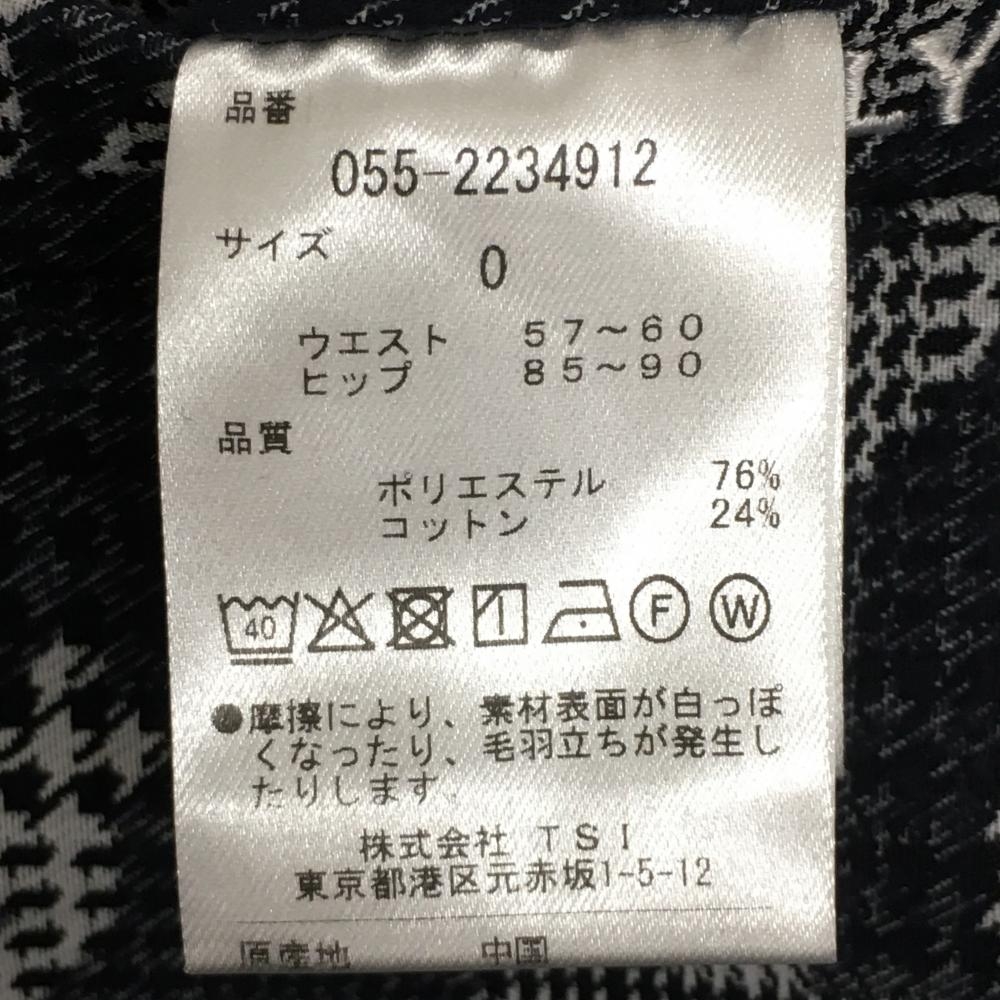 品番
055-2234912
サイズ
0
ウエスト 57～60
ヒップ 85～90
品質
ポリエステル 76%
コットン 24%
40 F W
●摩擦により、素材表面が白っぽ
くなったり、毛羽立ちが発生し
たりします。
株式会社 TSI
東京都港区元赤坂1-5-12
原産地 中国
LY